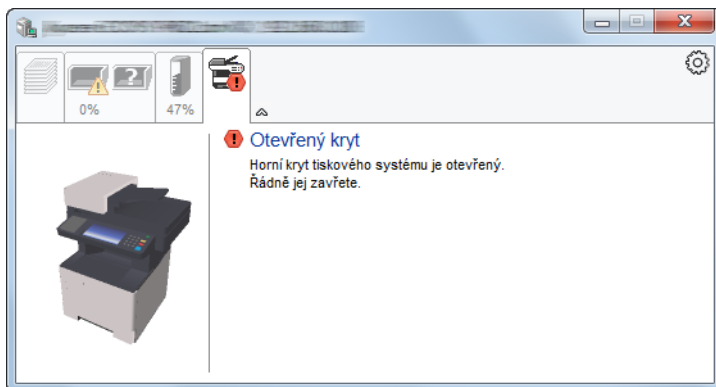 0%
47%
Otevřený kryt
Horní kryt tiskového systému je otevřený.
Řádně jej zavřete.